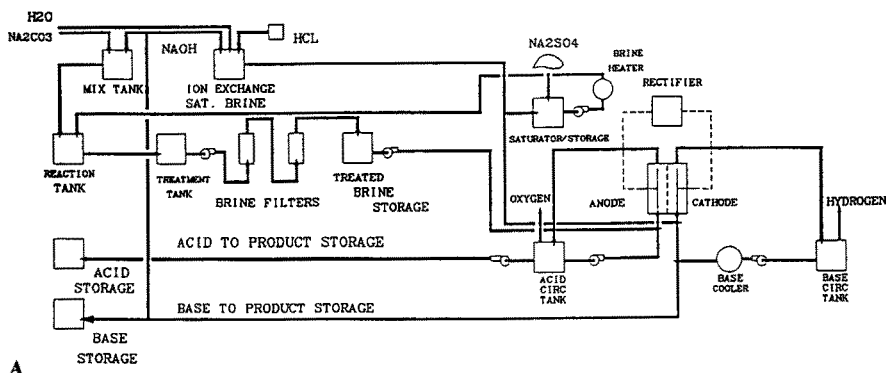 H2O
NA2CO3
NAOH
HCL
MIX TANK
ION EXCHANGE
SAT. BRINE
NA2SO4
BRINE
HEATER
RECTIFIER
SATURATOR/STORAGE
REACTION
TANK
TREATMENT
TANK
BRINE FILTERS
TREATED
BRINE
STORAGE
OXYGEN
ANODE
CATHODE
HYDROGEN
ACID TO PRODUCT STORAGE
ACID
STORAGE
ACID
CIRC
TANK
BASE
COOLER
BASE
CIRC
TANK
BASE TO PRODUCT STORAGE
BASE
STORAGE
A